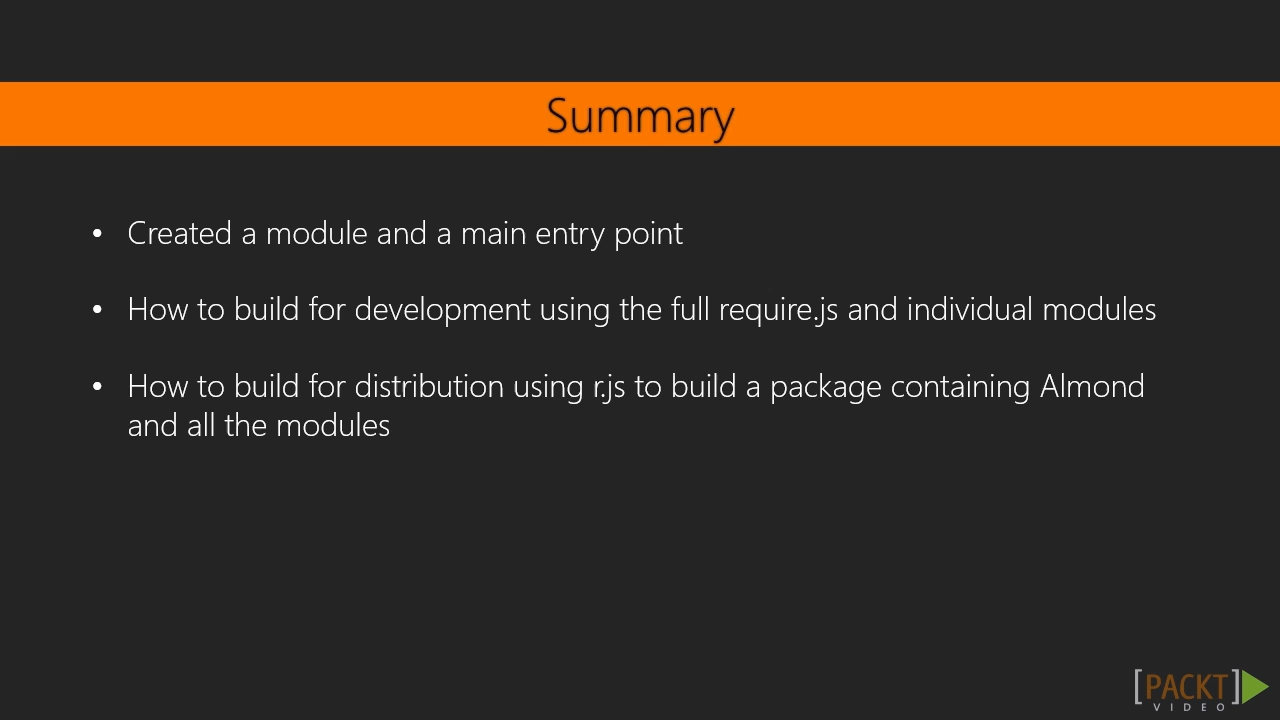 Summary
• Created a module and a main entry point
• How to build for development using the full require.js and individual modules
• How to build for distribution using r.js to build a package containing Almond
and all the modules
[PACKT]
VIDEO